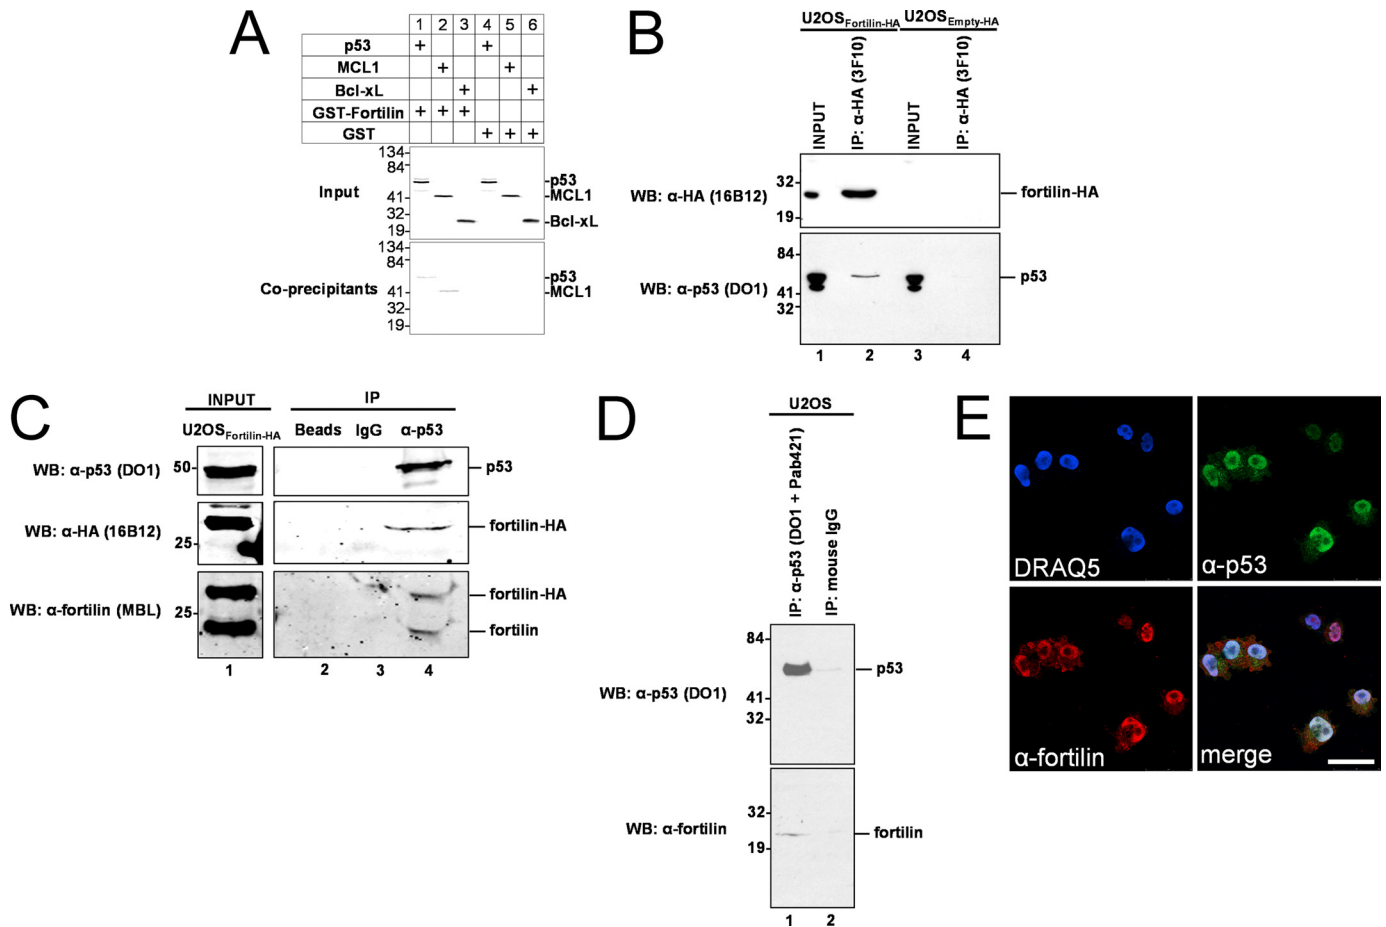 A
1 2 3 4 5 6
p53 + +
MCL1 + +
Bcl-xL + +
GST-Fortilin + + +
GST + + +
Input
134
84
41
32
19
p53
MCL1
Bcl-xL
Co-precipitants
134
84
41
32
19
p53
MCL1
B
U2OSFortilin-HA U2OSEmpty-HA
INPUT
IP: α-HA (3F10)
INPUT
IP: α-HA (3F10)
WB: α-HA (16B12)
32
19
fortilin-HA
WB: α-p53 (DO1)
84
41
32
p53
1 2 3 4
C
INPUT IP
U2OSFortilin-HA Beads IgG α-p53
WB: α-p53 (DO1) 50 p53
WB: α-HA (16B12) 25 fortilin-HA
WB: α-fortilin (MBL) 25 fortilin-HA
fortilin
1 2 3 4
D
U2OS
IP: α-p53 (DO1 + Pab421)
IP: mouse IgG
WB: α-p53 (DO1)
84
41
32
p53
WB: α-fortilin
32
19
fortilin
1 2
E
DRAQ5
α-p53
α-fortilin
merge